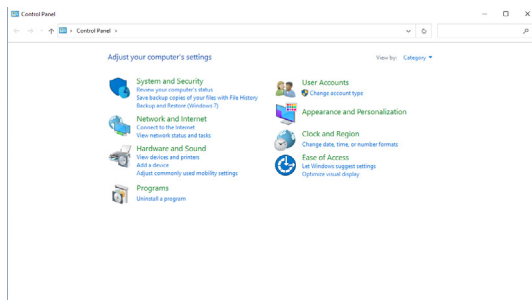 Control Panel
Control Panel
Adjust your computer's settings
View by: Category
System and Security
Review your computer's status
Save backup copies of your files with File History
Backup and Restore (Windows 7)
Network and Internet
Connect to the Internet
View network status and tasks
Hardware and Sound
View devices and printers
Add a device
Adjust commonly used mobility settings
Programs
Uninstall a program
User Accounts
Change account type
Appearance and Personalization
Clock and Region
Change date, time, or number formats
Ease of Access
Let Windows suggest settings
Optimize visual display